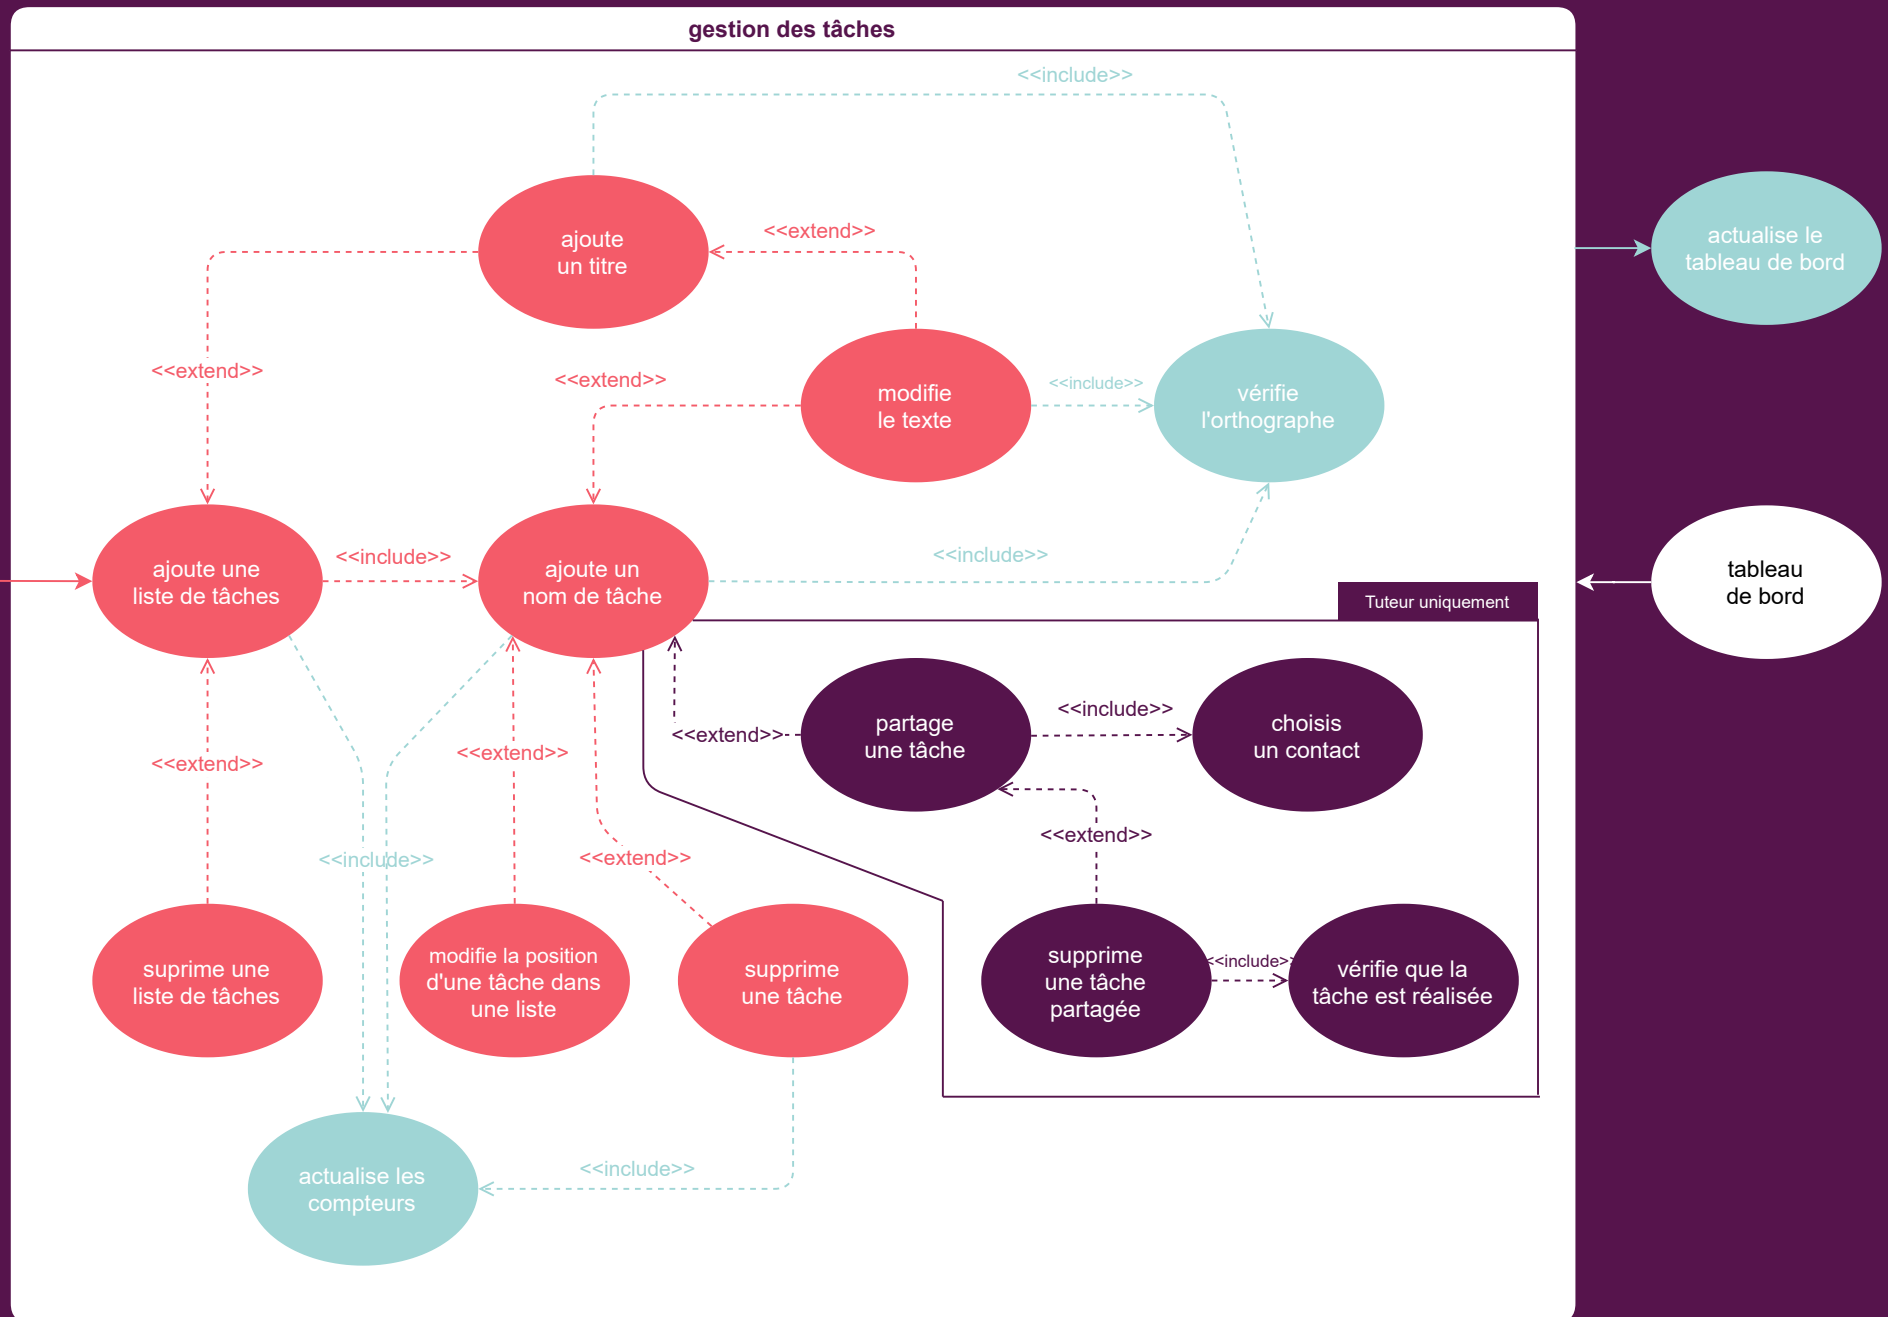 gestion des tâches
<<include>>
ajoute
un titre
<<extend>>
actualise le
tableau de bord
<<extend>>
<<extend>>
modifie
le texte
<<include>>
vérifie
l'orthographe
ajoute une
liste de tâches
<<include>>
ajoute un
nom de tâche
<<include>>
tableau
de bord
Tuteur uniquement
<<extend>>
<<extend>>
<<extend>>
partage
une tâche
<<include>>
choisis
un contact
<<extend>>
<<include>>
<<extend>>
suprime une
liste de tâches
modifie la position
d'une tâche dans
une liste
supprime
une tâche
supprime
une tâche
partagée
<<include>>
vérifie que la
tâche est réalisée
actualise les
compteurs
<<include>>